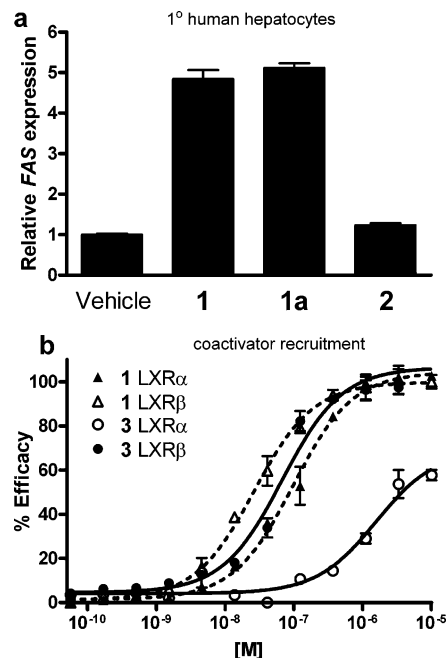 a
1° human hepatocytes
Relative FAS expression
6
5
4
3
2
1
0
Vehicle 1 1a 2
b
coactivator recruitment
1 LXRα
1 LXRβ
3 LXRα
3 LXRβ
% Efficacy
100
80
60
40
20
0
10⁻¹⁰ 10⁻⁹ 10⁻⁸ 10⁻⁷ 10⁻⁶ 10⁻⁵
[M]